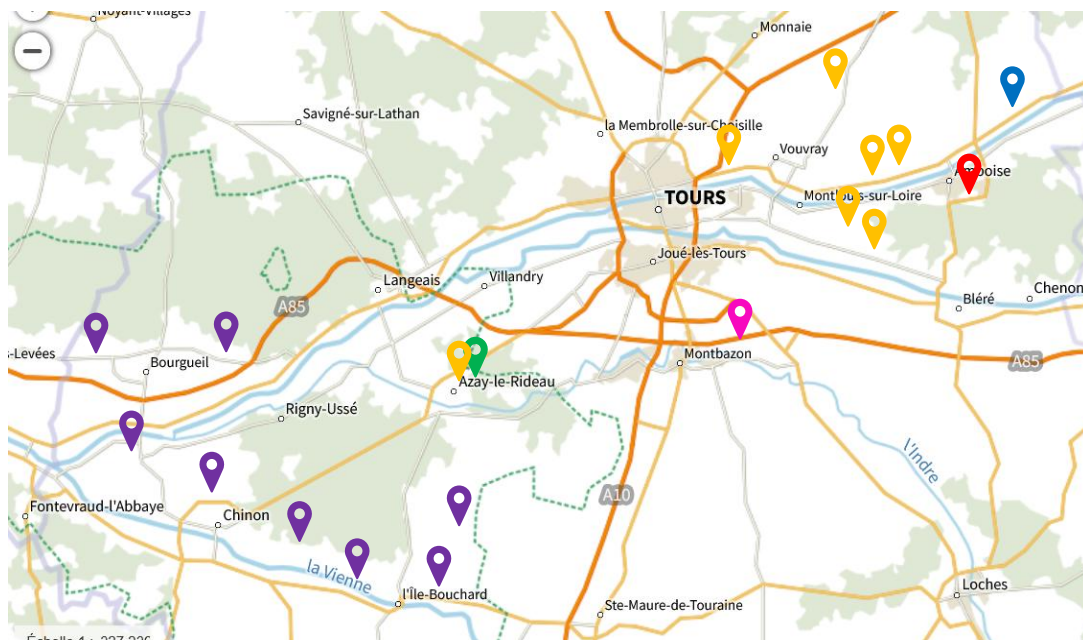 Noyant-Villages
Monnaie
Savigné-sur-Lathan
la Membrolle-sur-Choisille
Vouvray
Amboise
TOURS
Montlouis-sur-Loire
Joué-lès-Tours
Langeais
Villandry
Chenon
Bléré
A85
s-Levées
Bourgueil
Montbazon
A85
Azay-le-Rideau
Rigny-Ussé
l'Indre
A10
Fontevraud-l'Abbaye
Chinon
la Vienne
l'Île-Bouchard
Loches
Ste-Maure-de-Touraine